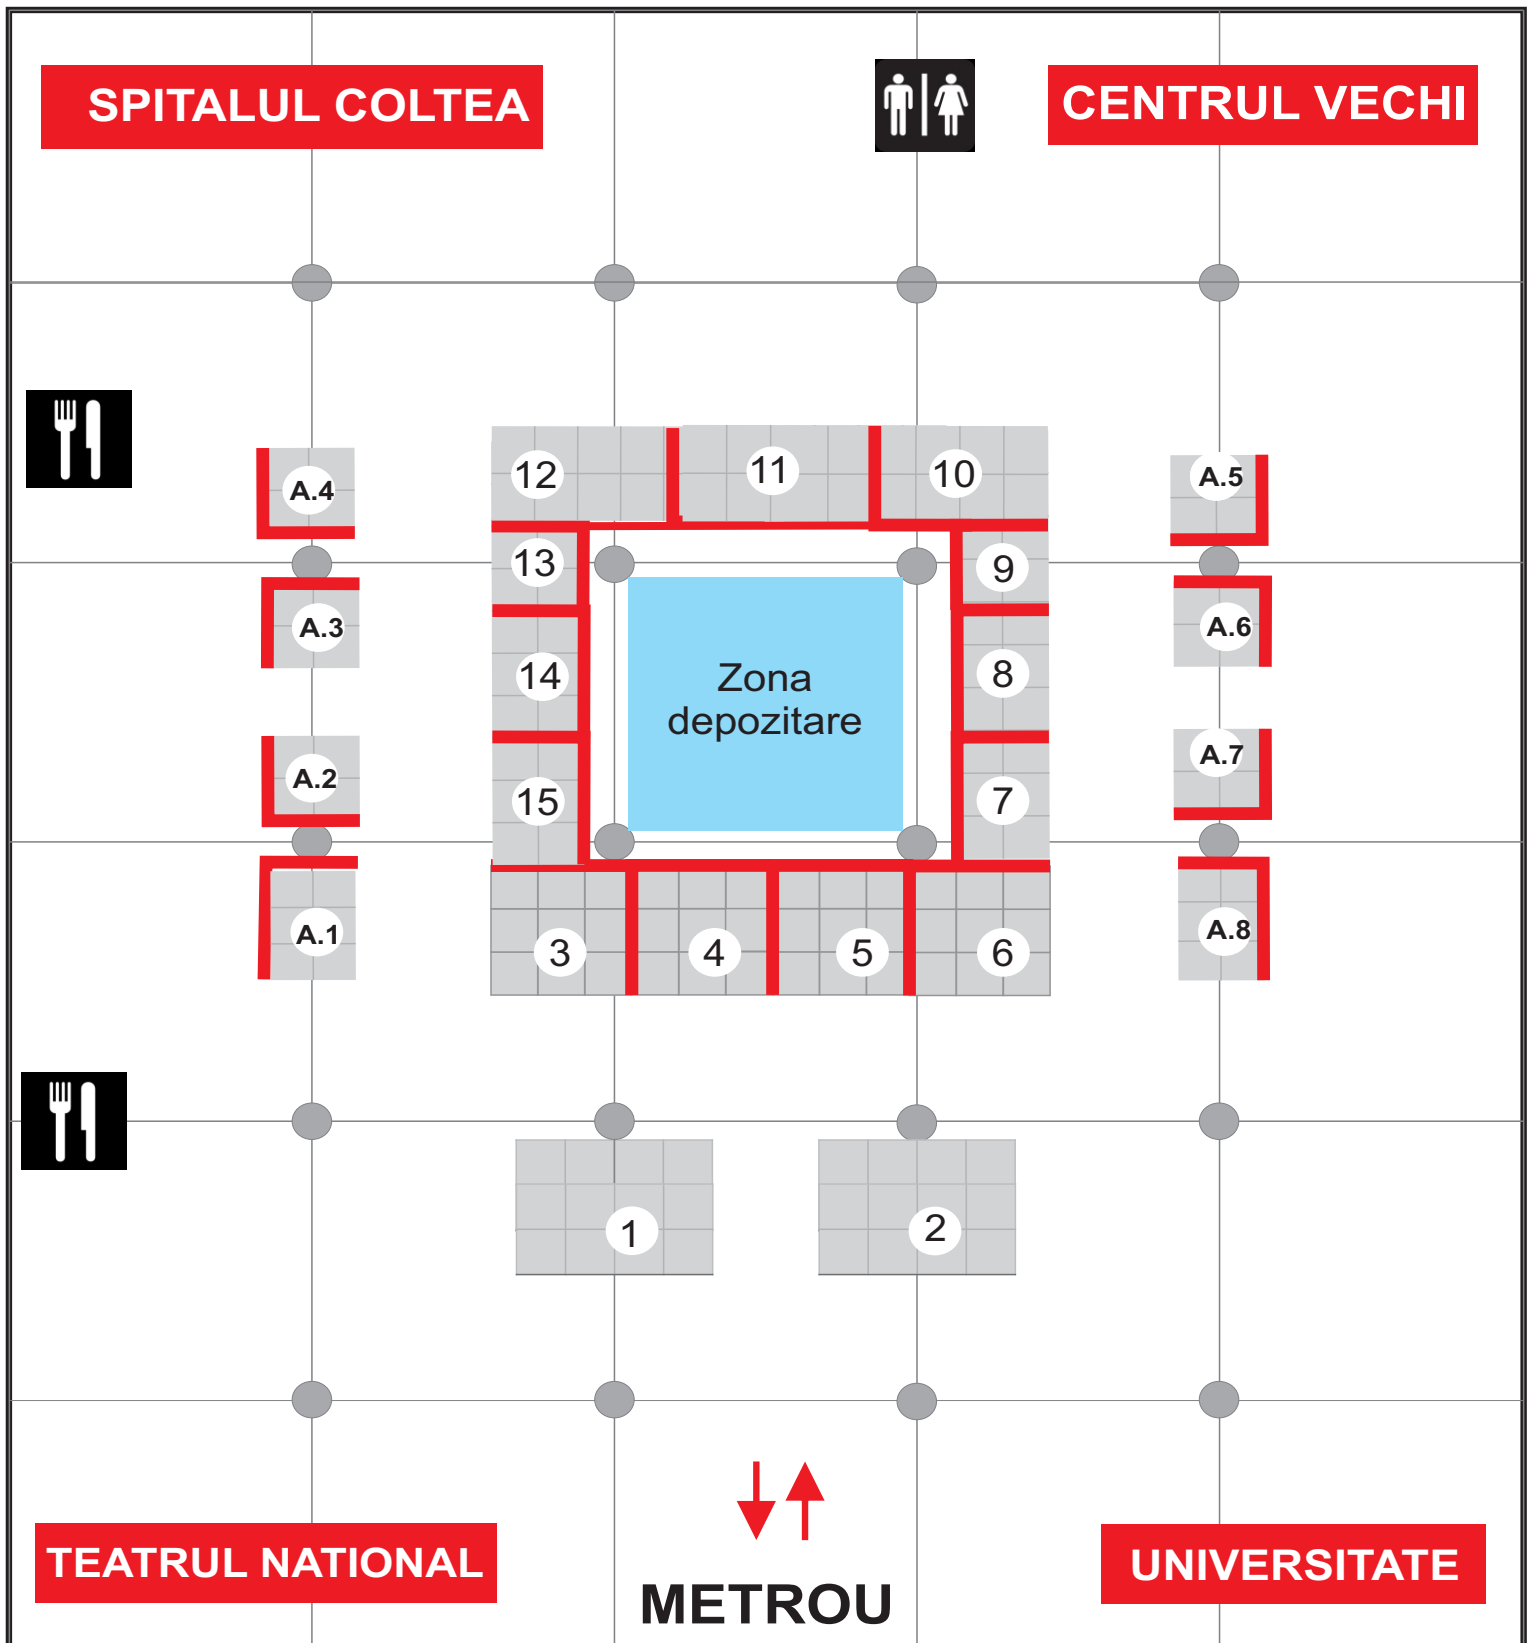 SPITALUL COLTEA
CENTRUL VECHI
12
11
10
A.4
A.5
13
9
A.3
A.6
14
Zona
depozitare
8
A.2
A.7
15
7
A.1
A.8
3
4
5
6
1
2
TEATRUL NATIONAL
METROU
UNIVERSITATE